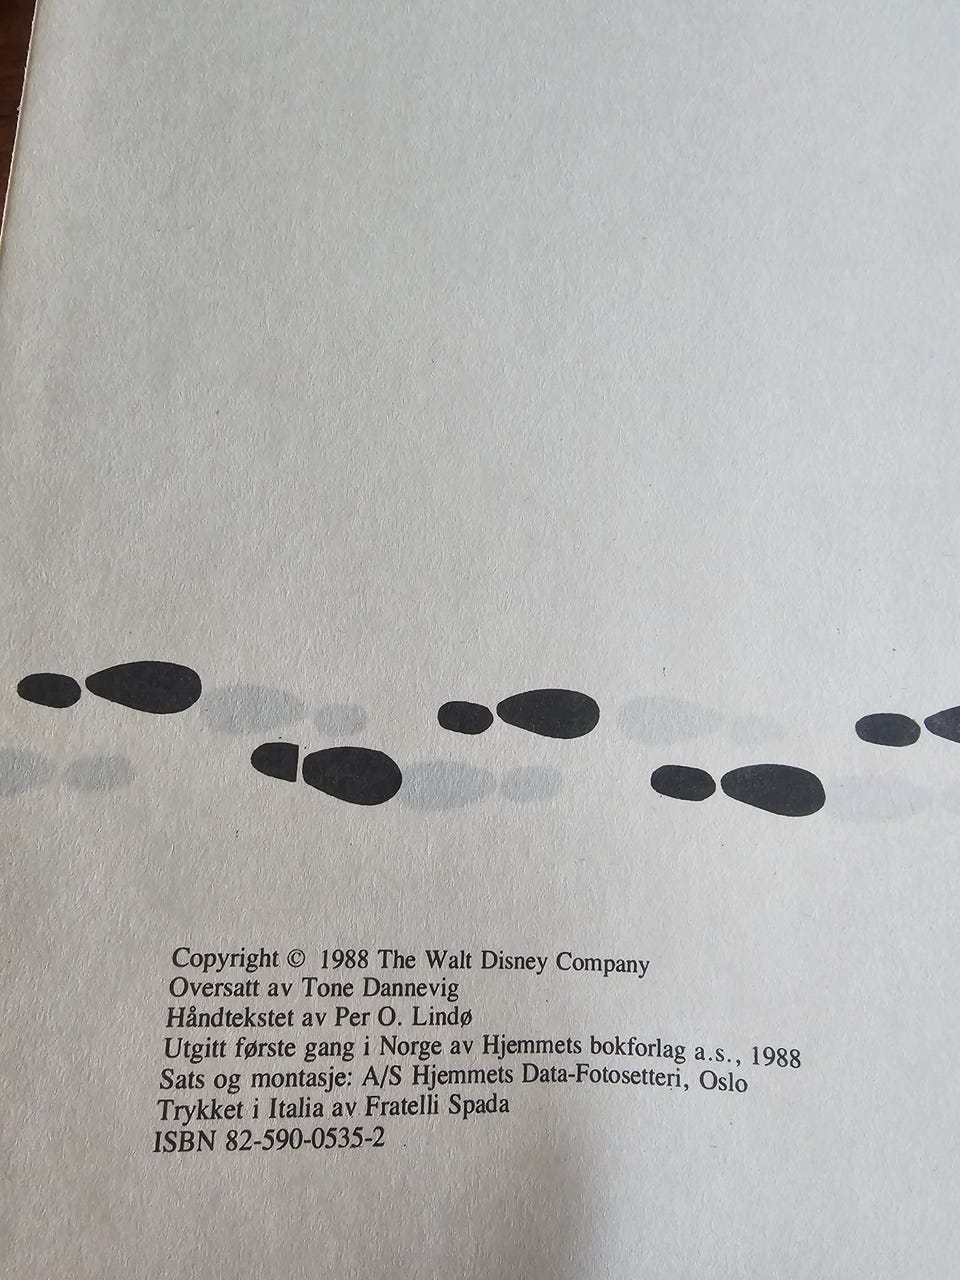 Copyright © 1988 The Walt Disney Company
Oversatt av Tone Dannevig
Håndtekstet av Per O. Lindø
Utgitt første gang i Norge av Hjemmets bokforlag a.s., 1988
Sats og montasje: A/S Hjemmets Data-Fotosetteri, Oslo
Trykket i Italia av Fratelli Spada
ISBN 82-590-0535-2